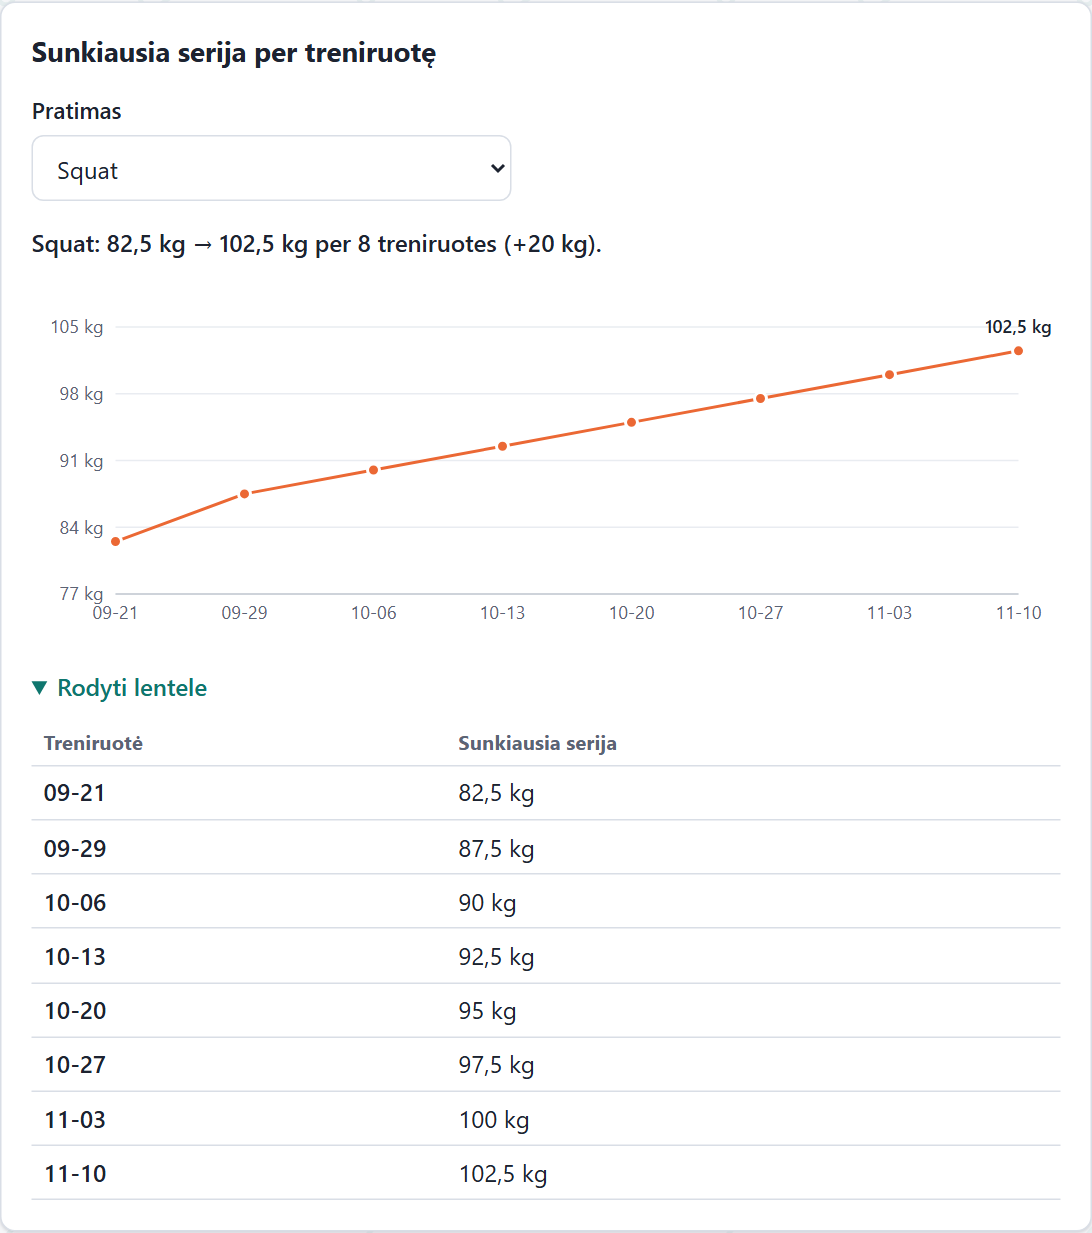 Sunkiausia serija per treniruotę
Pratimas
Squat
Squat: 82,5 kg → 102,5 kg per 8 treniruotes (+20 kg).
105 kg
102,5 kg
98 kg
91 kg
84 kg
77 kg
09-21 09-29 10-06 10-13 10-20 10-27 11-03 11-10
▼ Rodyti lentele
Treniruotė Sunkiausia serija
09-21 82,5 kg
09-29 87,5 kg
10-06 90 kg
10-13 92,5 kg
10-20 95 kg
10-27 97,5 kg
11-03 100 kg
11-10 102,5 kg